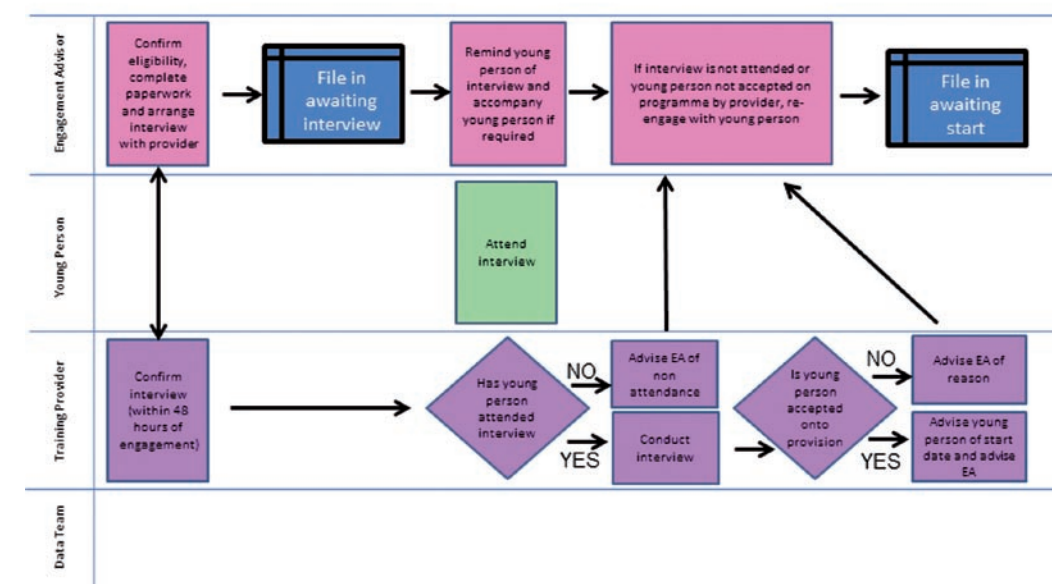 Engagement Advisor
Confirm
eligibility,
complete
paperwork
and arrange
interview
with provider
File in
awaiting
interview
Remind young
person of
interview and
accompany
young person if
required
If interview is not attended or
young person not accepted on
programme by provider, re-
engage with young person
File in
awaiting
start
Young Person
Attend
interview
Training Provider
Confirm
interview
(within 48
hours of
engagement)
Has young
person
attended
interview
NO
YES
Advise EA of
non
attendance
Conduct
interview
Is young
person
accepted
onto
provision
NO
YES
Advise EA of
reason
Advise young
person of start
date and advise
EA
Data Team